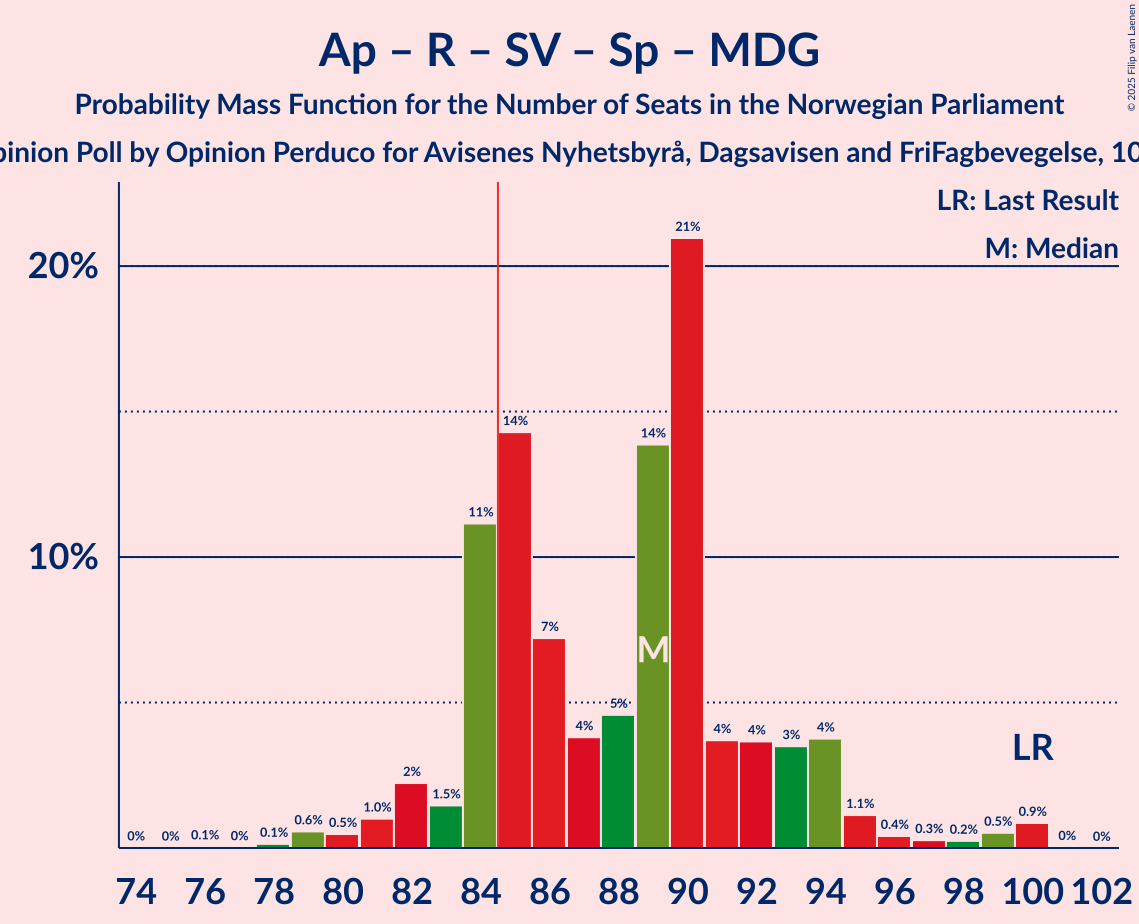 © 2025 Filip van Laenen
Ap – R – SV – Sp – MDG
Probability Mass Function for the Number of Seats in the Norwegian Parliament
Poll by Opinion Perduco for Avisenes Nyhetsbyrå, Dagsavisen and FriFagbevegelse, 10
LR: Last Result
M: Median
20%
10%
0% 0% 0.1% 0% 0.1% 0.6% 0.5% 1.0% 2% 1.5% 11% 14% 7% 4% 5% 14% 21% 4% 4% 3% 4% 1.1% 0.4% 0.3% 0.2% 0.5% 0.9% 0% 0%
M
LR
74 76 78 80 82 84 86 88 90 92 94 96 98 100 102